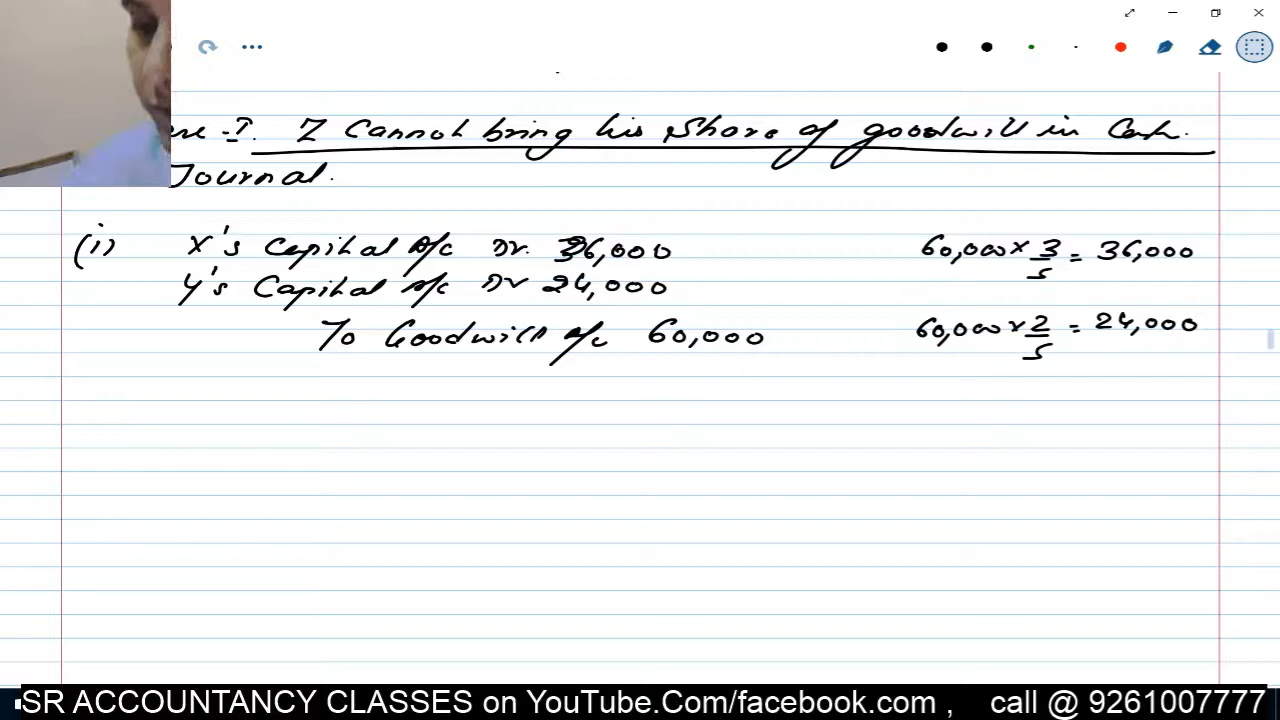 -I. Z Cannot bring his Share of goodwill in Cash.
Journal.
(i) X's Capital A/c Dr. 36,000
60,000 x 3/5 = 36,000
Y's Capital A/c Dr 24,000
To Goodwill A/c 60,000
60,000 x 2/5 = 24,000
SR ACCOUNTANCY CLASSES on YouTube.Com/facebook.com , call @ 9261007777